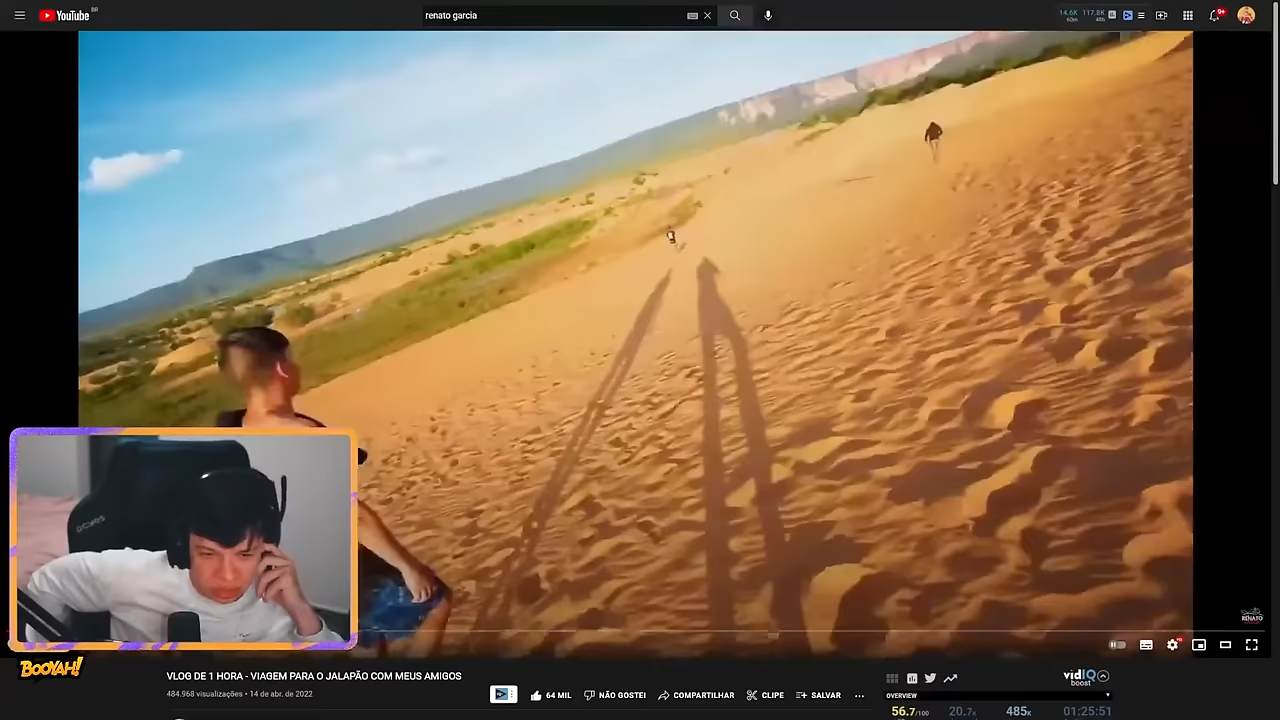 YouTube BR
renato garcia
14.6K 117.8K
60m 48h
9+
RENATO
BOOYAH!
VLOG DE 1 HORA - VIAGEM PARA O JALAPÃO COM MEUS AMIGOS
484.968 visualizações • 14 de abr. de 2022
64 MIL NÃO GOSTEI COMPARTILHAR CLIPE SALVAR
vidIQ
boost
OVERVIEW
56.7/100 20.7K 485K 01:25:51